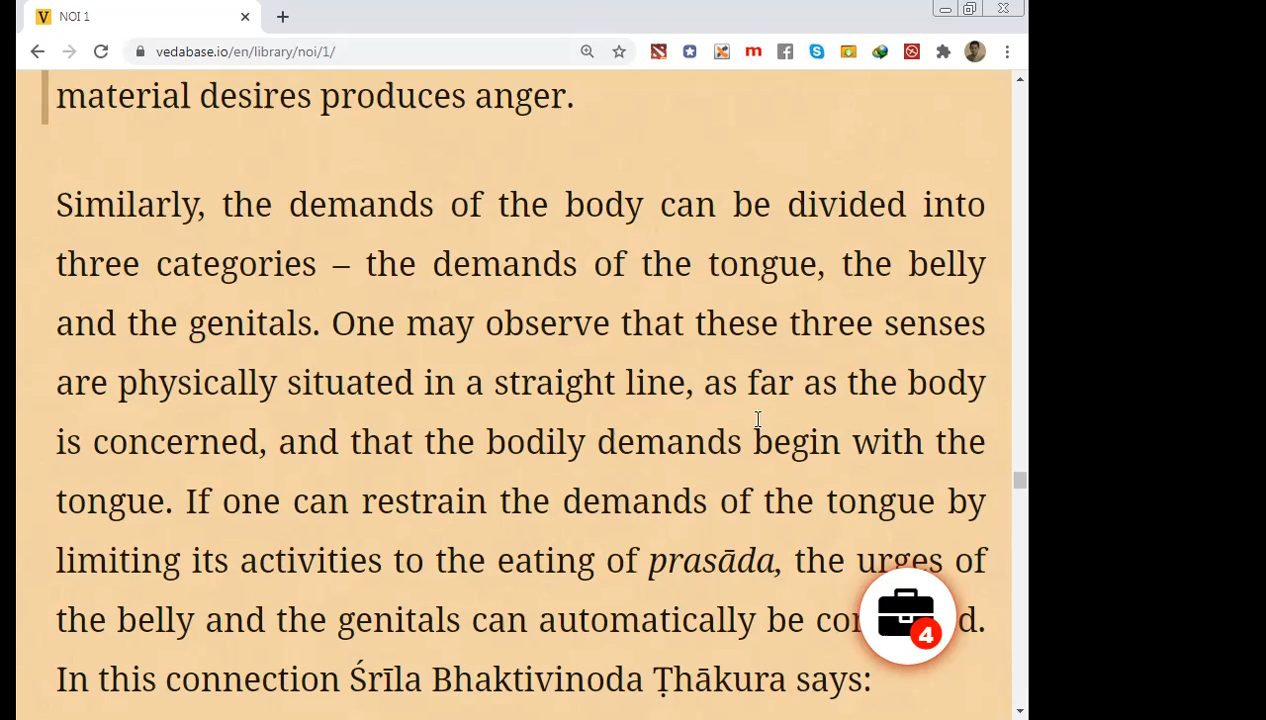 NOI 1
vedabase.io/en/library/noi/1/
material desires produces anger.
Similarly, the demands of the body can be divided into
three categories – the demands of the tongue, the belly
and the genitals. One may observe that these three senses
are physically situated in a straight line, as far as the body
is concerned, and that the bodily demands begin with the
tongue. If one can restrain the demands of the tongue by
limiting its activities to the eating of prasāda, the urges of
the belly and the genitals can automatically be
4
In this connection Śrīla Bhaktivinoda Ṭhākura says: